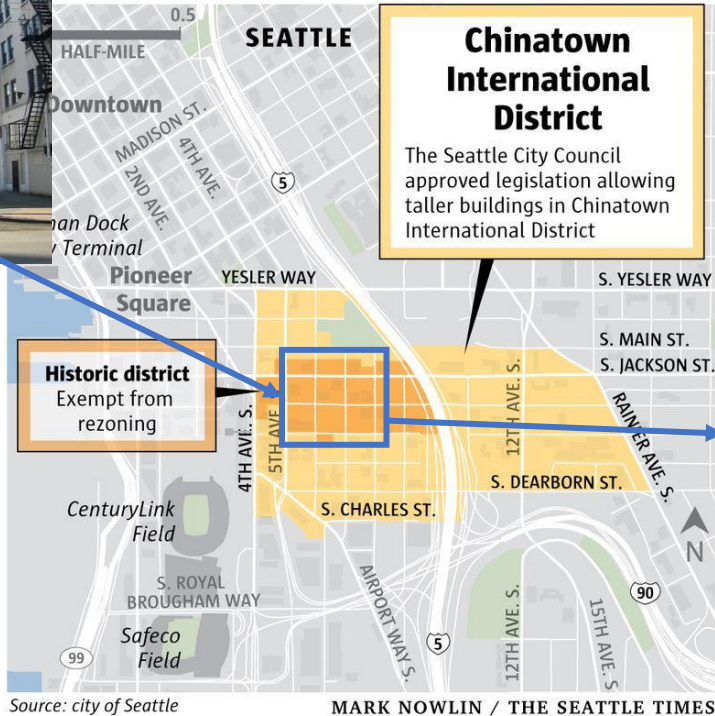 0.5
HALF-MILE
SEATTLE
Chinatown
International
District
The Seattle City Council
approved legislation allowing
taller buildings in Chinatown
International District
Downtown
MADISON ST.
4TH AVE.
2ND AVE.
5
an Dock
Terminal
Pioneer
Square
YESLER WAY
S. YESLER WAY
S. MAIN ST.
S. JACKSON ST.
Historic district
Exempt from
rezoning
4TH AVE. S.
5TH AVE
12TH AVE. S.
RAINIER AVE. S.
S. DEARBORN ST.
S. CHARLES ST.
CenturyLink
Field
S. ROYAL
BROUGHAM WAY
AIRPORT WAY S.
Safeco
Field
99
5
12TH AVE. S.
15TH AVE. S.
90
N
Source: city of Seattle
MARK NOWLIN / THE SEATTLE TIMES